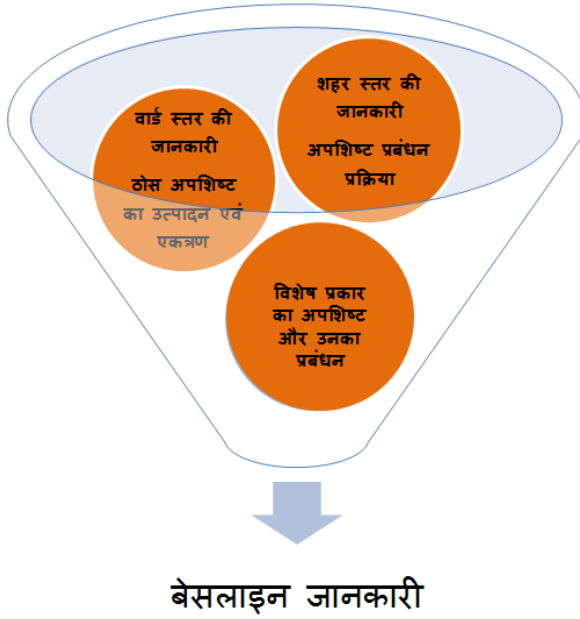 वार्ड स्तर की
जानकारी
ठोस अपशिष्ट
का उत्पादन एवं
एकत्रण
शहर स्तर की
जानकारी
अपशिष्ट प्रबंधन
प्रक्रिया
विशेष प्रकार
का अपशिष्ट
और उनका
प्रबंधन
बेसलाइन जानकारी